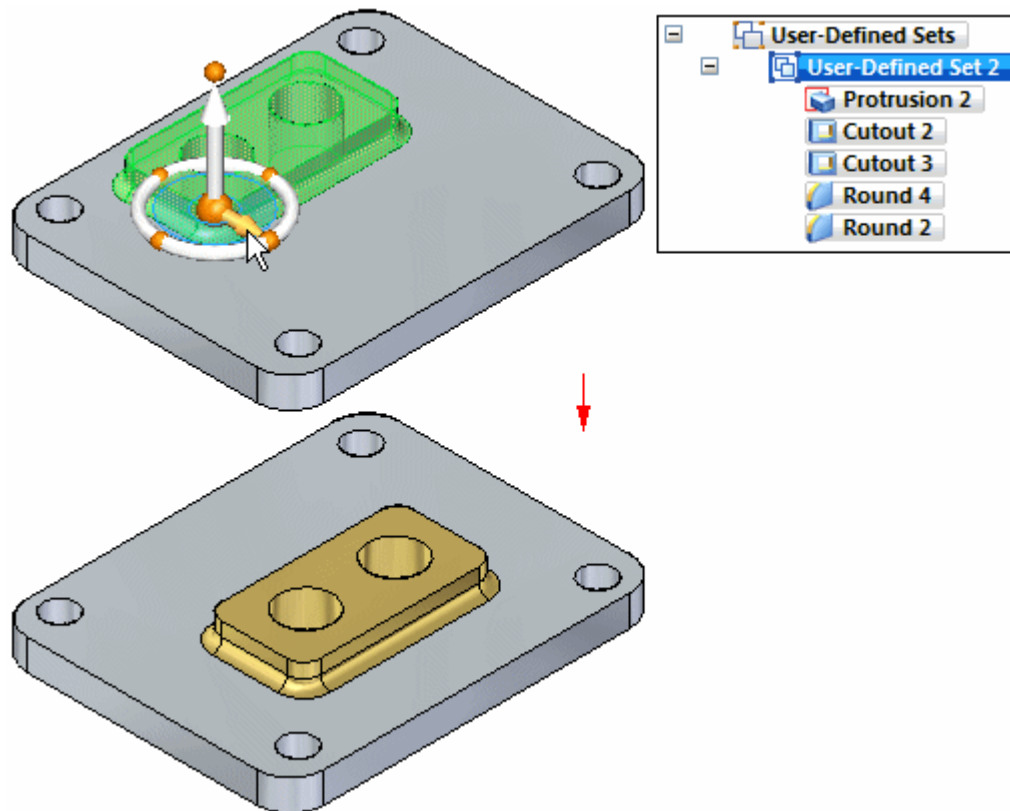 User-Defined Sets
User-Defined Set 2
Protrusion 2
Cutout 2
Cutout 3
Round 4
Round 2